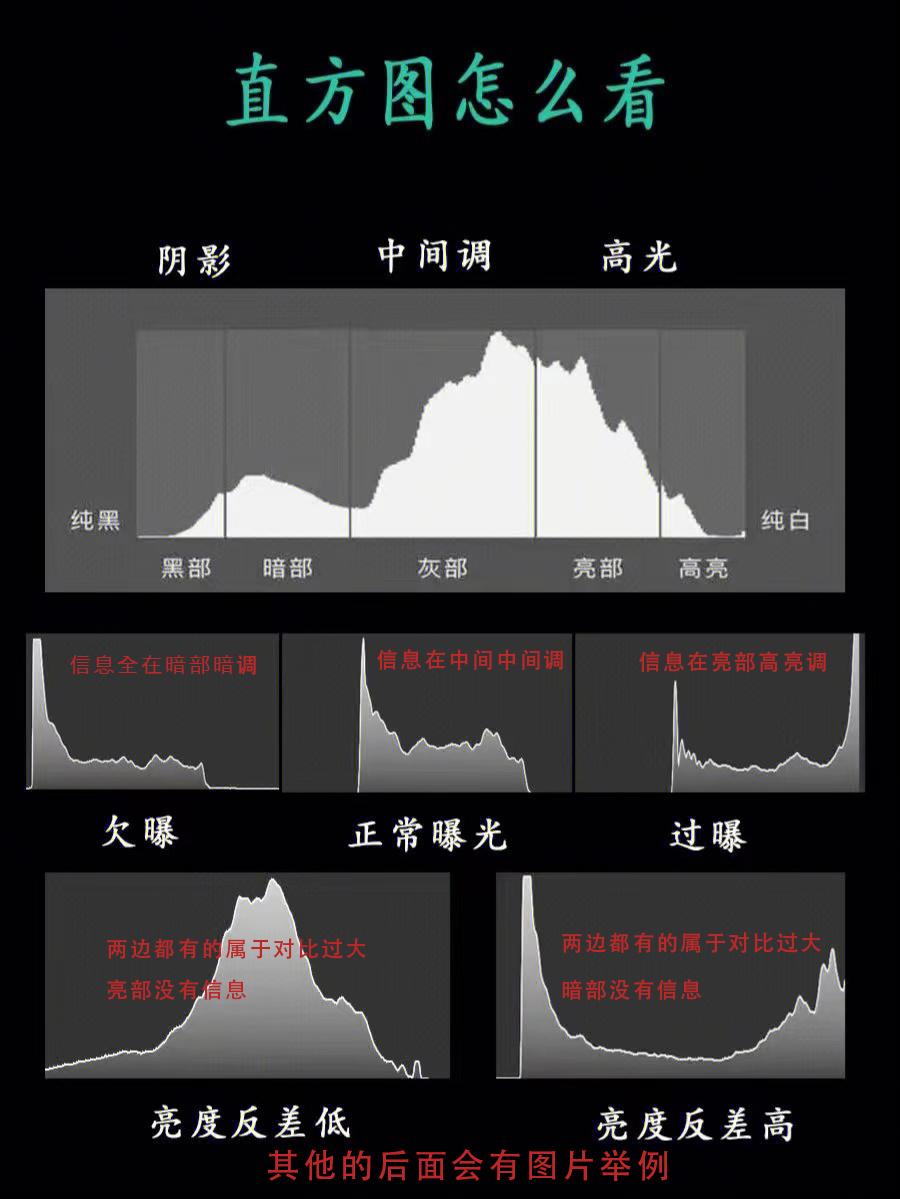 直方图怎么看
阴影 中间调 高光
纯黑 纯白
黑部 暗部 灰部 亮部 高亮
信息全在暗部暗调 信息在中间中间调 信息在亮部高亮调
欠曝 正常曝光 过曝
两边都有的属于对比过大
亮部没有信息
两边都有的属于对比过大
暗部没有信息
亮度反差低 亮度反差高
其他的后面会有图片举例